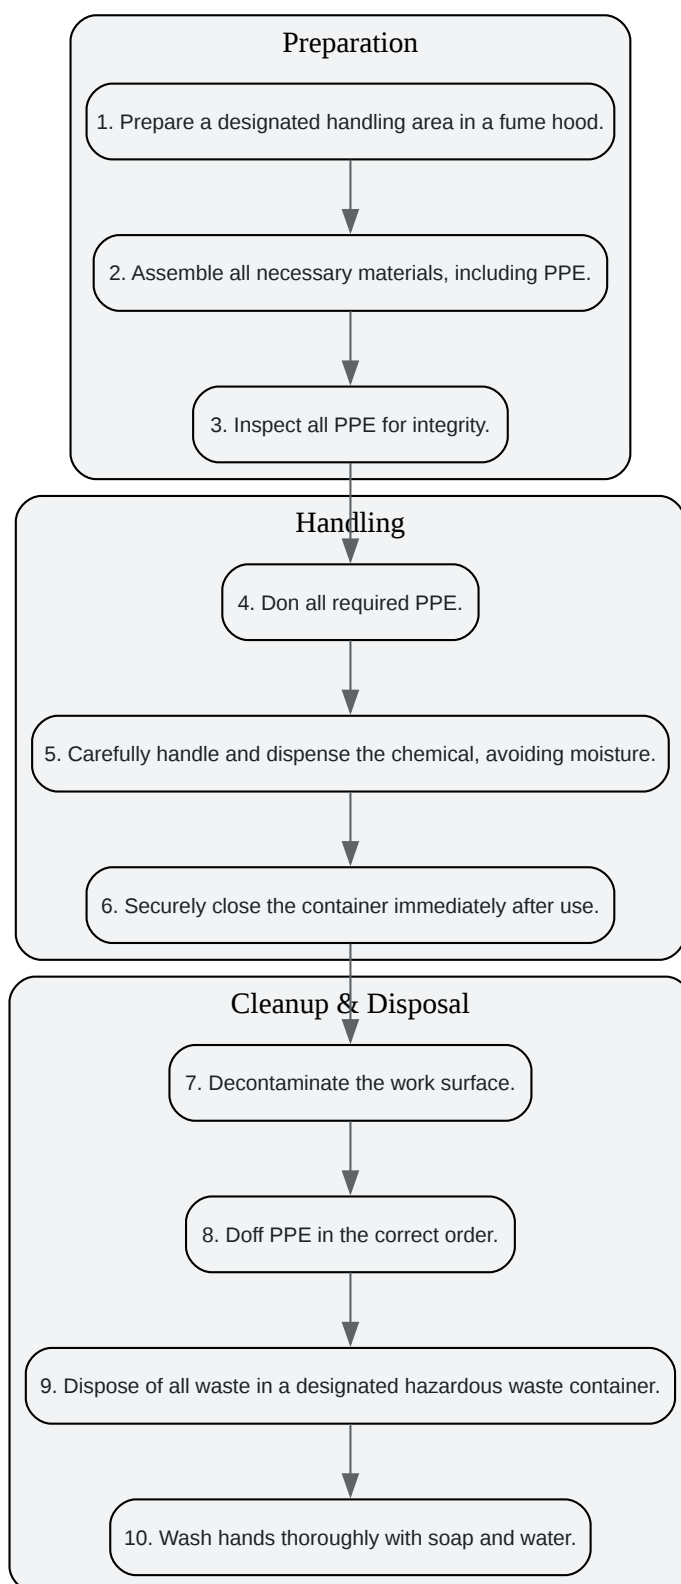 Preparation
1. Prepare a designated handling area in a fume hood.
2. Assemble all necessary materials, including PPE.
3. Inspect all PPE for integrity.
Handling
4. Don all required PPE.
5. Carefully handle and dispense the chemical, avoiding moisture.
6. Securely close the container immediately after use.
Cleanup & Disposal
7. Decontaminate the work surface.
8. Doff PPE in the correct order.
9. Dispose of all waste in a designated hazardous waste container.
10. Wash hands thoroughly with soap and water.